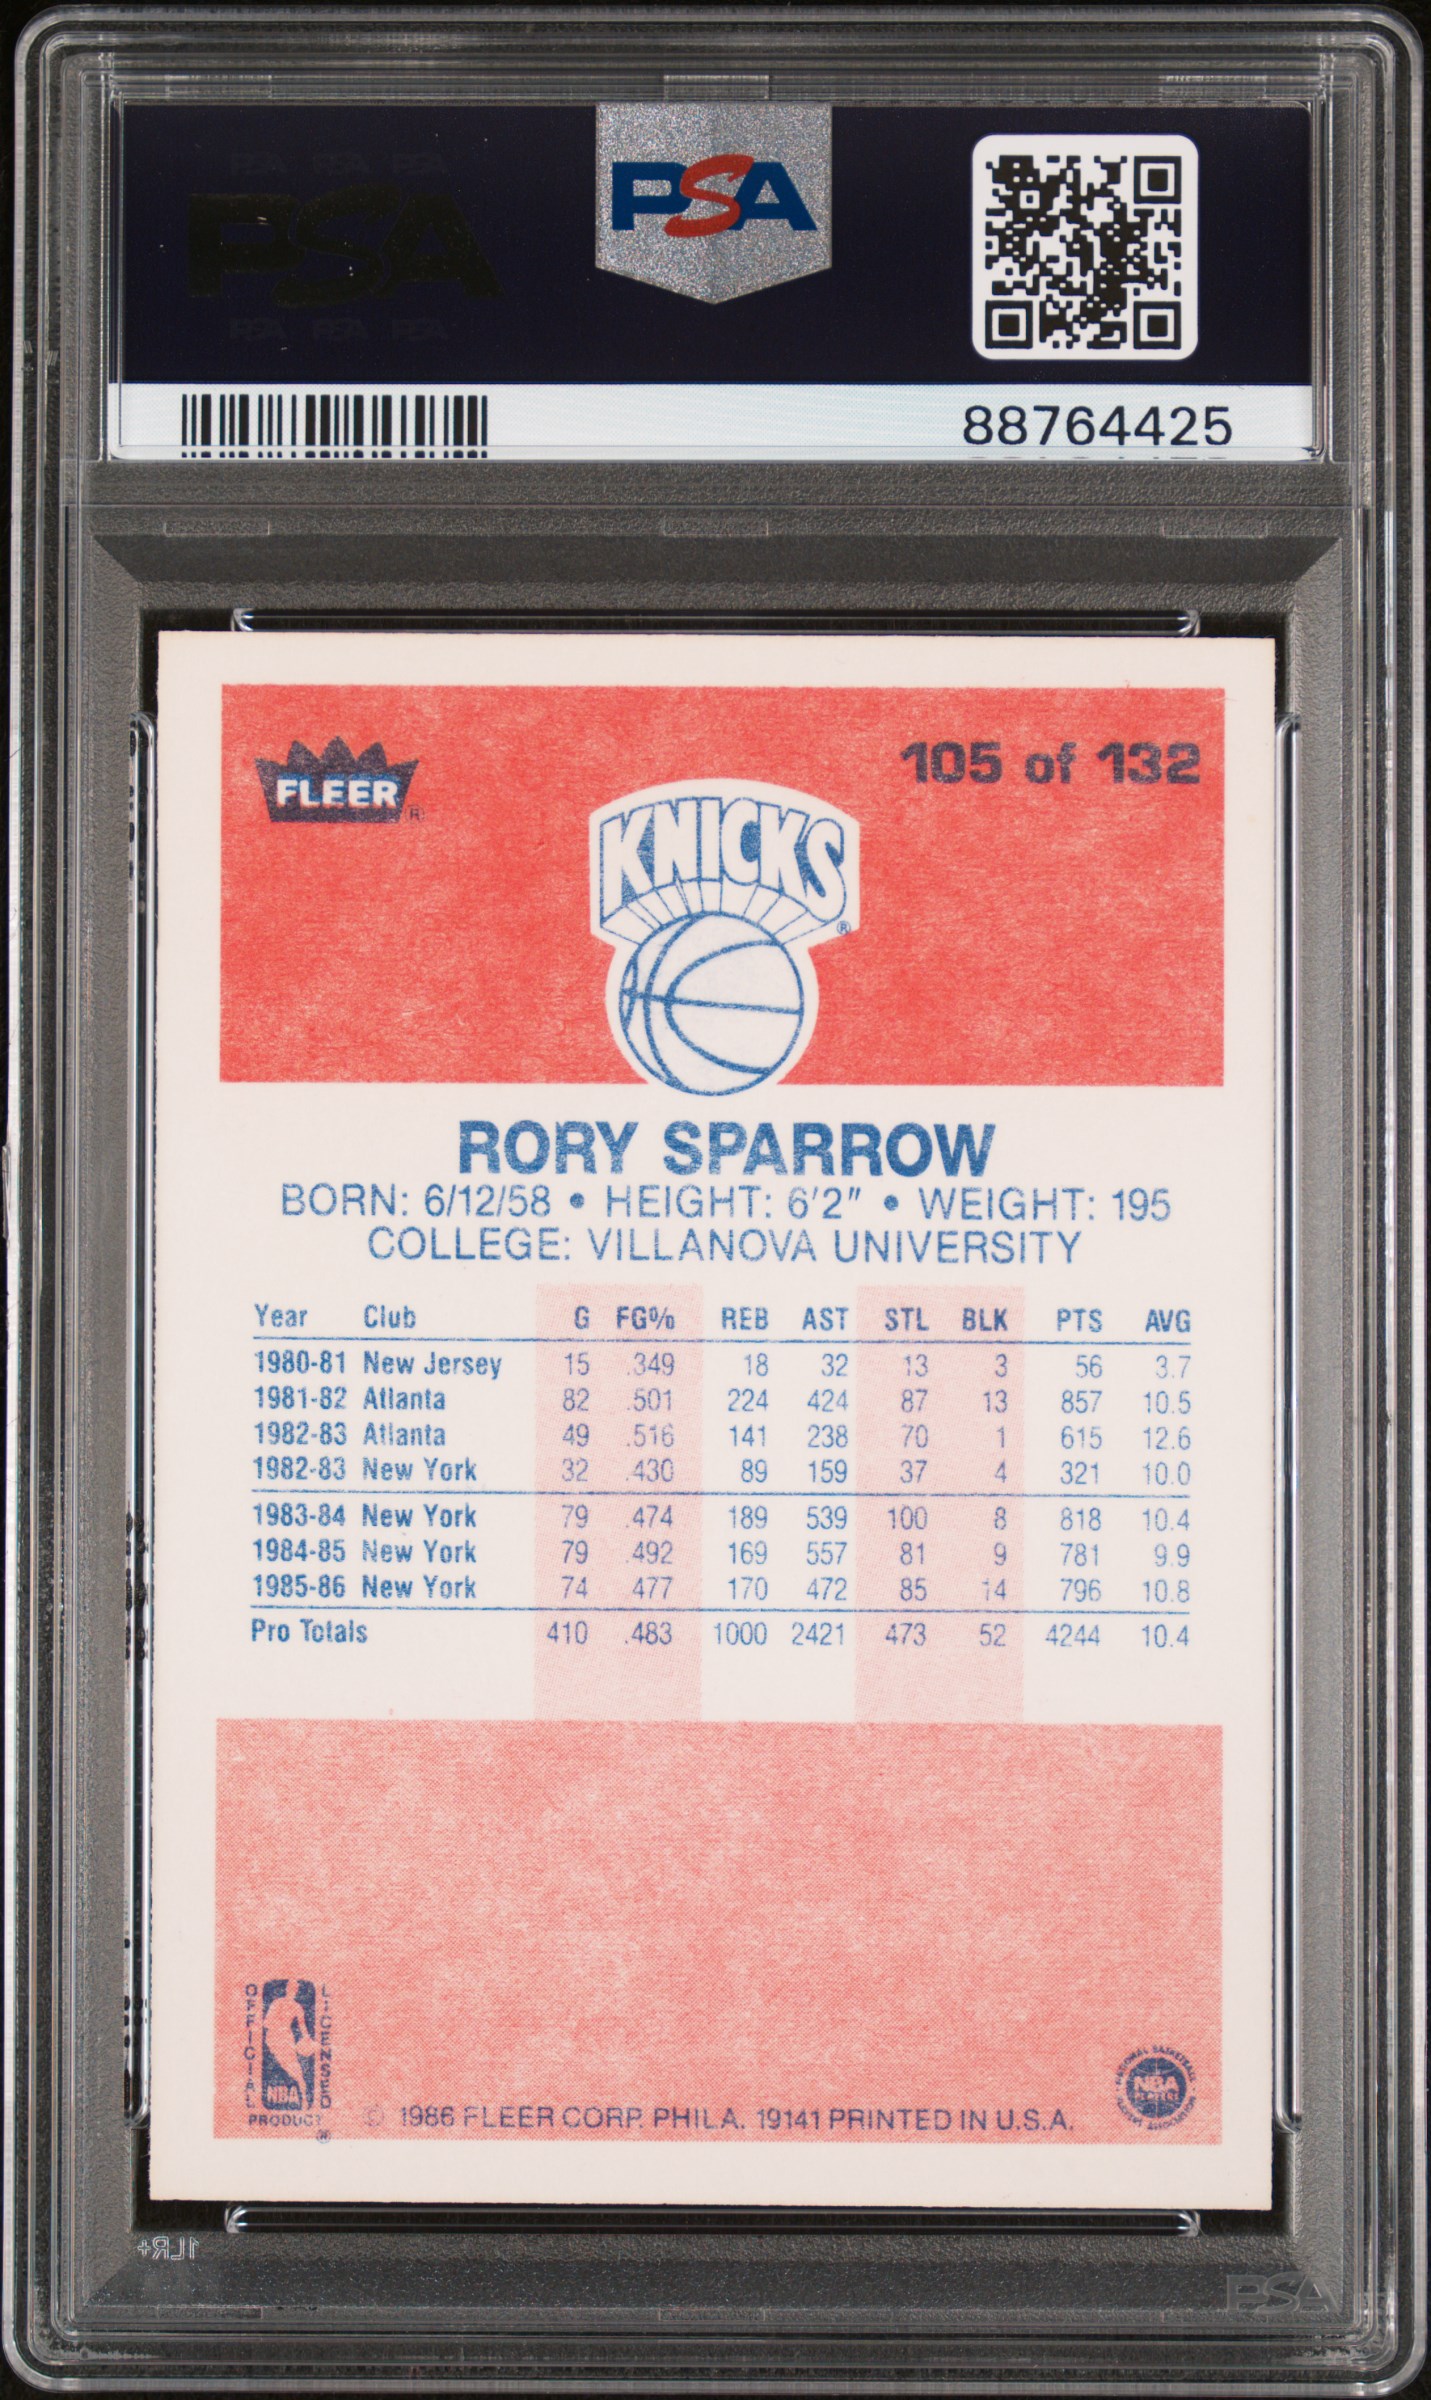 PSA
88764425
FLEER®
105 of 132
KNICKS®
RORY SPARROW
BORN: 6/12/58 • HEIGHT: 6'2" • WEIGHT: 195
COLLEGE: VILLANOVA UNIVERSITY
Year Club G FG% REB AST STL BLK PTS AVG
1980-81 New Jersey 15 .349 18 32 13 3 56 3.7
1981-82 Atlanta 82 .501 224 424 87 13 857 10.5
1982-83 Atlanta 49 .516 141 238 70 1 615 12.6
1982-83 New York 32 .430 89 159 37 4 321 10.0
1983-84 New York 79 .474 189 539 100 8 818 10.4
1984-85 New York 79 .492 169 557 81 9 781 9.9
1985-86 New York 74 .477 170 472 85 14 796 10.8
Pro Totals 410 .483 1000 2421 473 52 4244 10.4
OFFICIAL LICENSED
NBA
PRODUCT®
© 1986 FLEER CORP. PHILA. 19141 PRINTED IN U.S.A.
NATIONAL BASKETBALL
NBA
PLAYERS
PLAYERS ASSOCIATION
1LR+
PSA